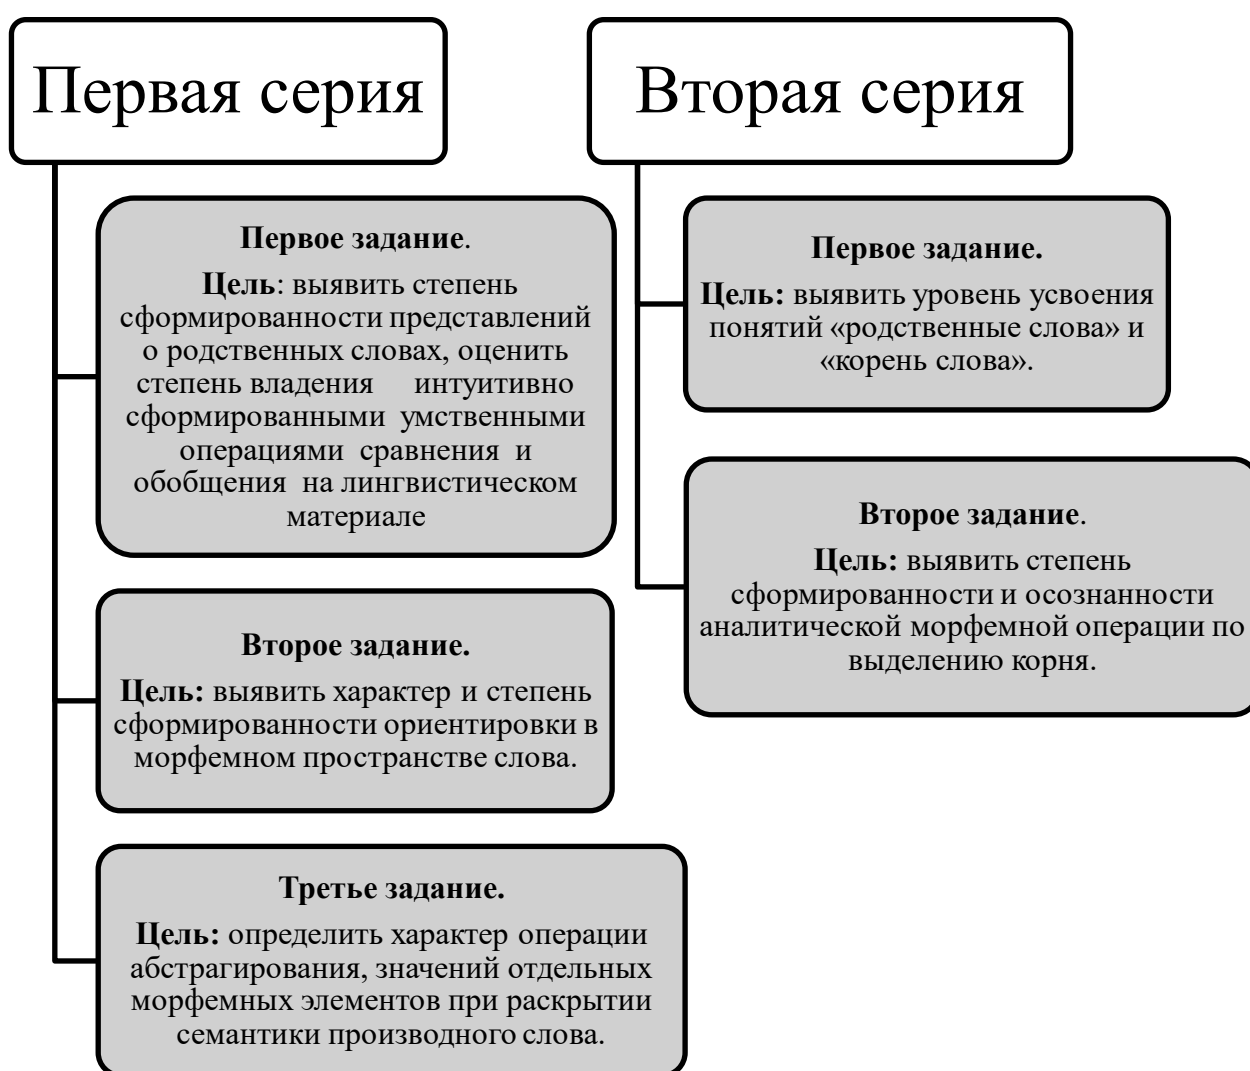 Первая серия
Первое задание.
Цель: выявить степень
сформированности представлений
о родственных словах, оценить
степень владения интуитивно
сформированными умственными
операциями сравнения и
обобщения на лингвистическом
материале
Второе задание.
Цель: выявить характер и степень
сформированности ориентировки в
морфемном пространстве слова.
Третье задание.
Цель: определить характер операции
абстрагирования, значений отдельных
морфемных элементов при раскрытии
семантики производного слова.
Вторая серия
Первое задание.
Цель: выявить уровень усвоения
понятий «родственные слова» и
«корень слова».
Второе задание.
Цель: выявить степень
сформированности и осознанности
аналитической морфемной операции по
выделению корня.